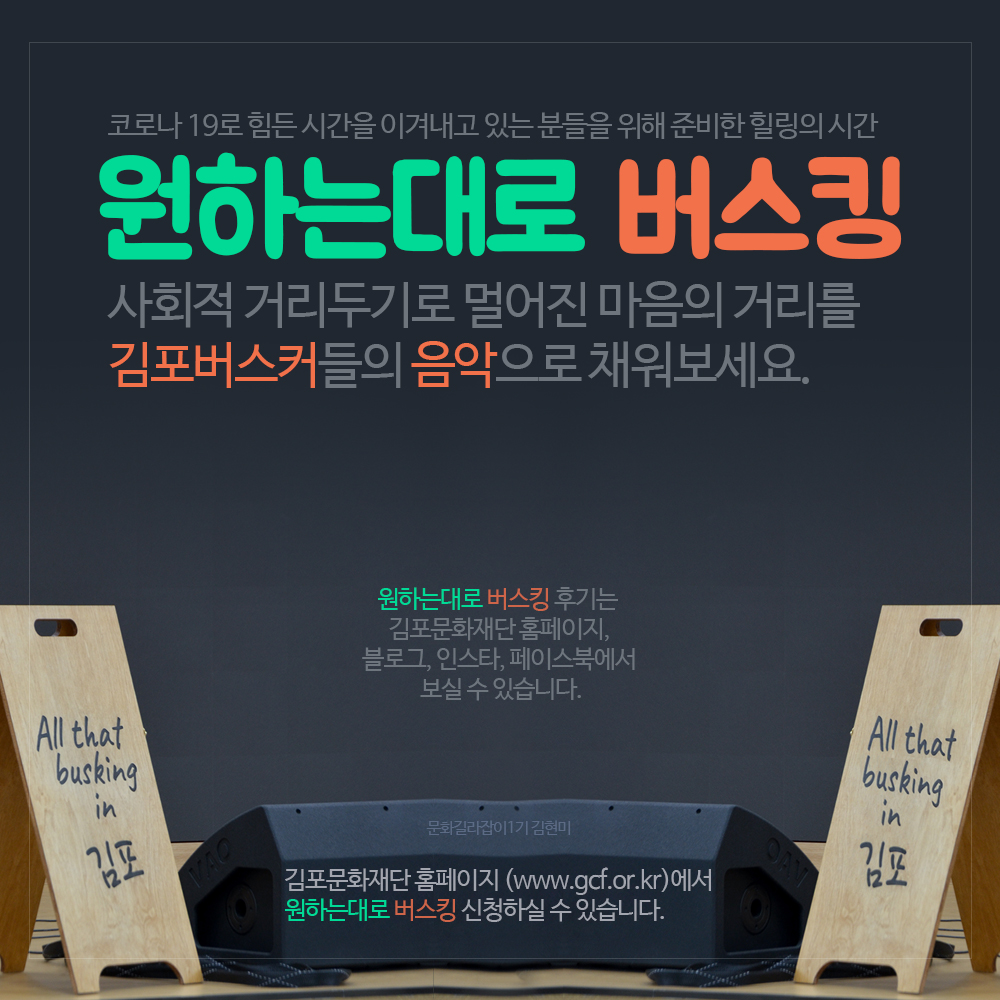 코로나 19로 힘든 시간을 이겨내고 있는 분들을 위해 준비한 힐링의 시간
원하는대로 버스킹
사회적 거리두기로 멀어진 마음의 거리를
김포버스커들의 음악으로 채워보세요.
원하는대로 버스킹 후기는
김포문화재단 홈페이지,
블로그, 인스타, 페이스북에서
보실 수 있습니다.
All that
busking
in
김포
All that
busking
in
김포
문화길라잡이1기 김현미
김포문화재단 홈페이지 (www.gcf.or.kr)에서
원하는대로 버스킹 신청하실 수 있습니다.